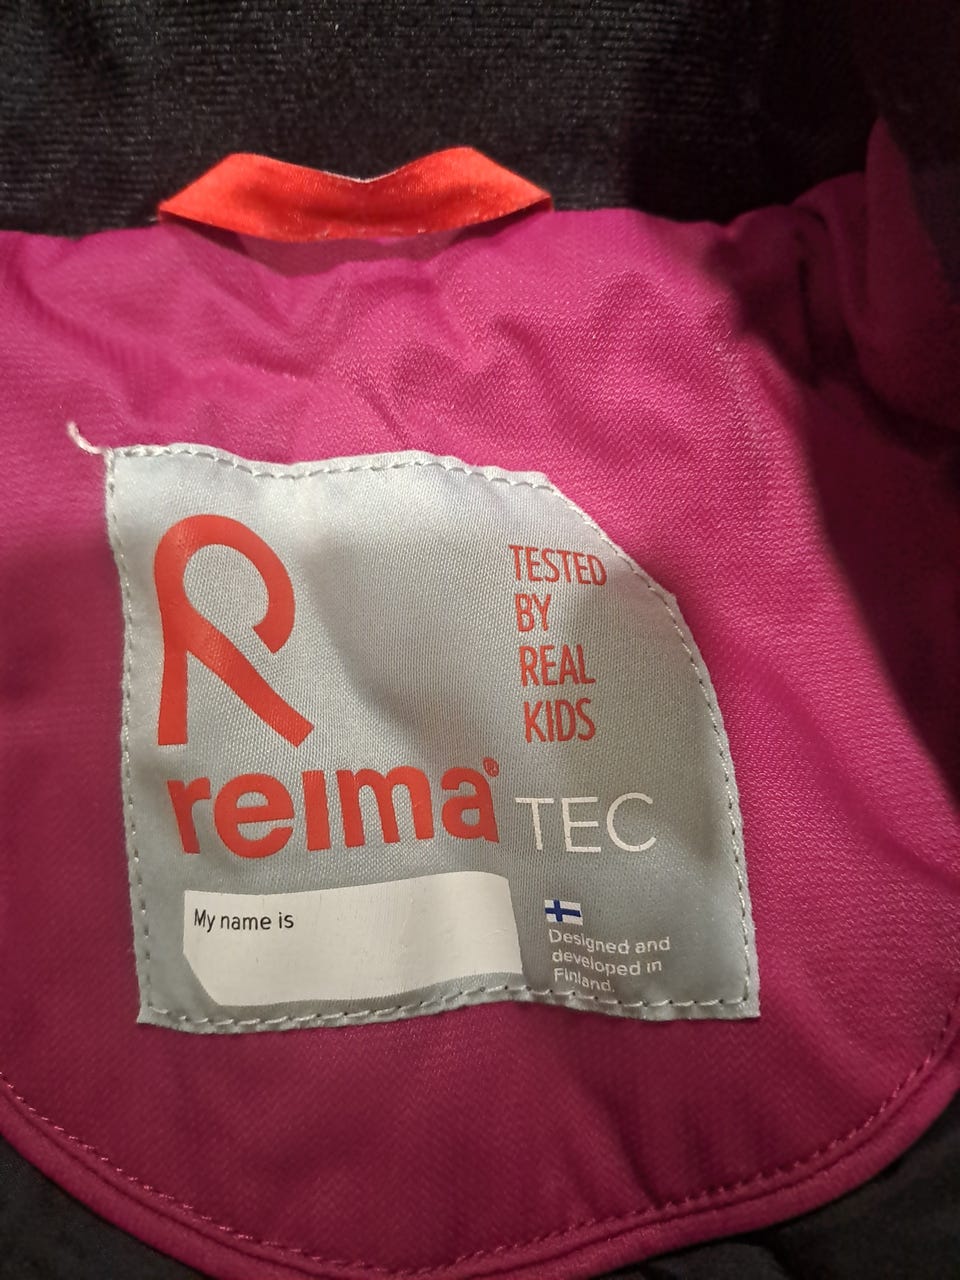 TESTED
BY
REAL
KIDS
reima® TEC
My name is
Designed and
developed in
Finland.